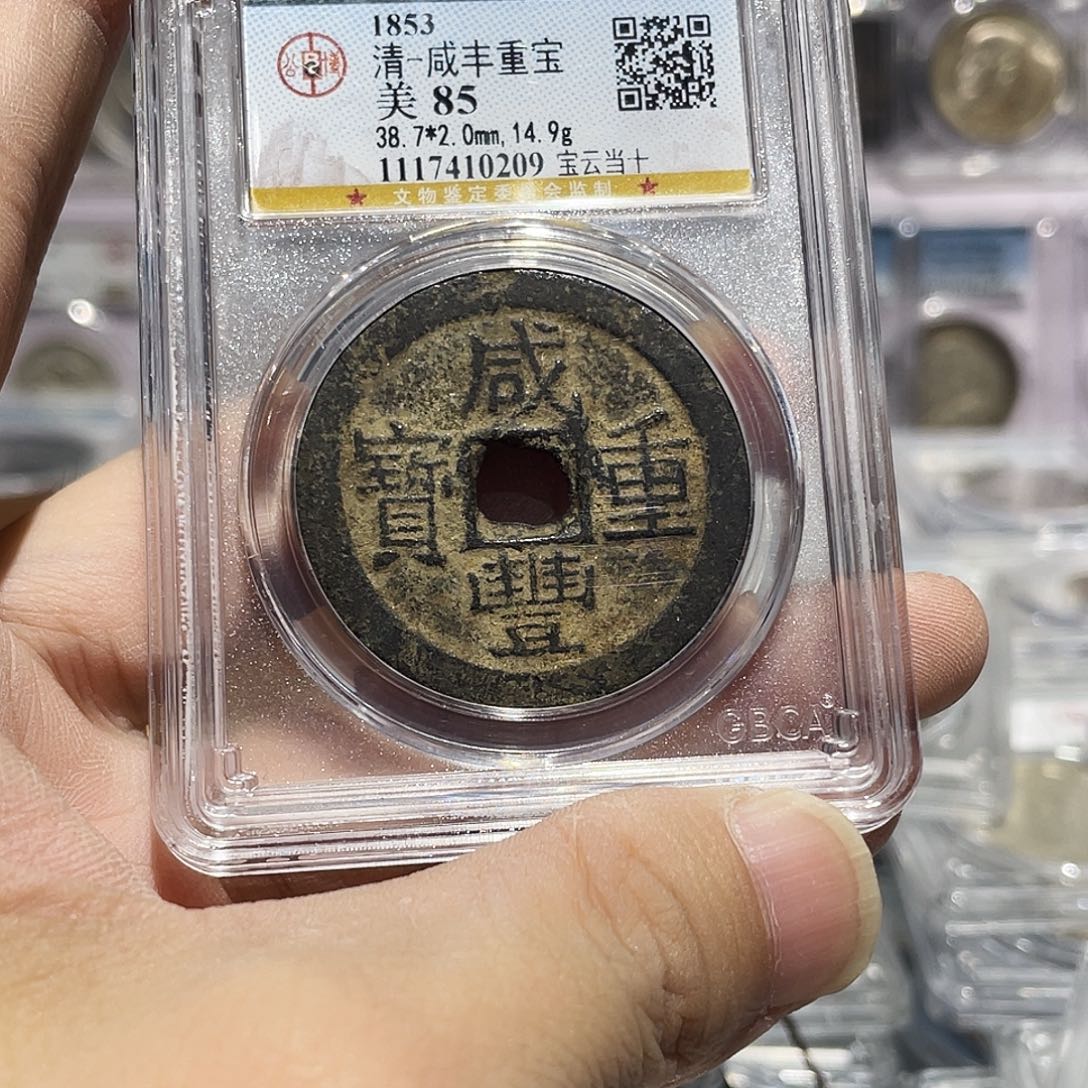 1853
清-咸丰重宝
美 85
38.7*2.0mm,14.9g
1117410209 宝云当十
文物鉴定委员会监制
咸
寶 重
豐
GBCA